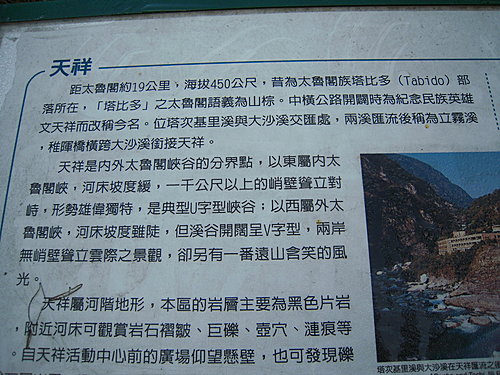 天祥
距太魯閣約19公里，海拔450公尺，昔為太魯閣族塔比多（Tabido）部
落所在，「塔比多」之太魯閣語義為山棕。中橫公路開闢時為紀念民族英雄
文天祥而改稱今名。位塔次基里溪與大沙溪交匯處，兩溪匯流後稱為立霧溪
，稚暉橋橫跨大沙溪銜接天祥。
天祥是內外太魯閣峽谷的分界點，以東屬內太
魯閣峽，河床坡度緩，一千公尺以上的峭壁聳立對
峙，形勢雄偉獨特，是典型U字型峽谷；以西屬外太
魯閣峽，河床坡度雖陡，但溪谷開闊呈V字型，兩岸
無峭壁聳立雲際之景觀，卻另有一番遠山含笑的風
光。
天祥屬河階地形，本區的岩層主要為黑色片岩
，附近河床可觀賞岩石褶皺、巨礫、壺穴、漣痕等
。自天祥活動中心前的廣場仰望懸壁，也可發現礫
塔次基里溪與大沙溪在天祥匯流之